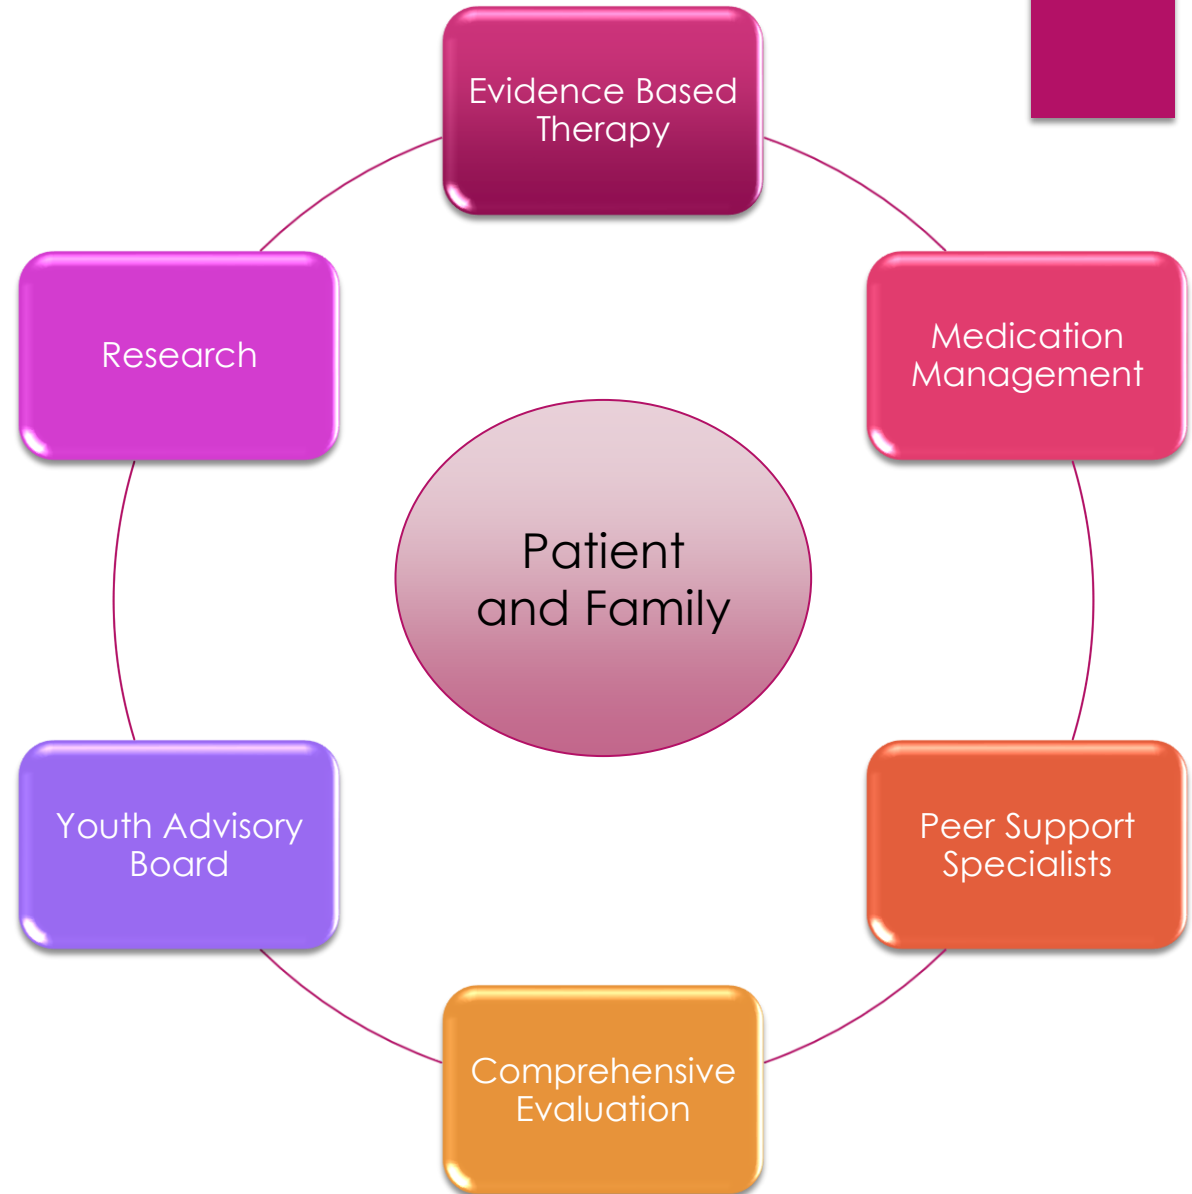 Evidence Based
Therapy
Research
Medication
Management
Patient
and Family
Youth Advisory
Board
Peer Support
Specialists
Comprehensive
Evaluation